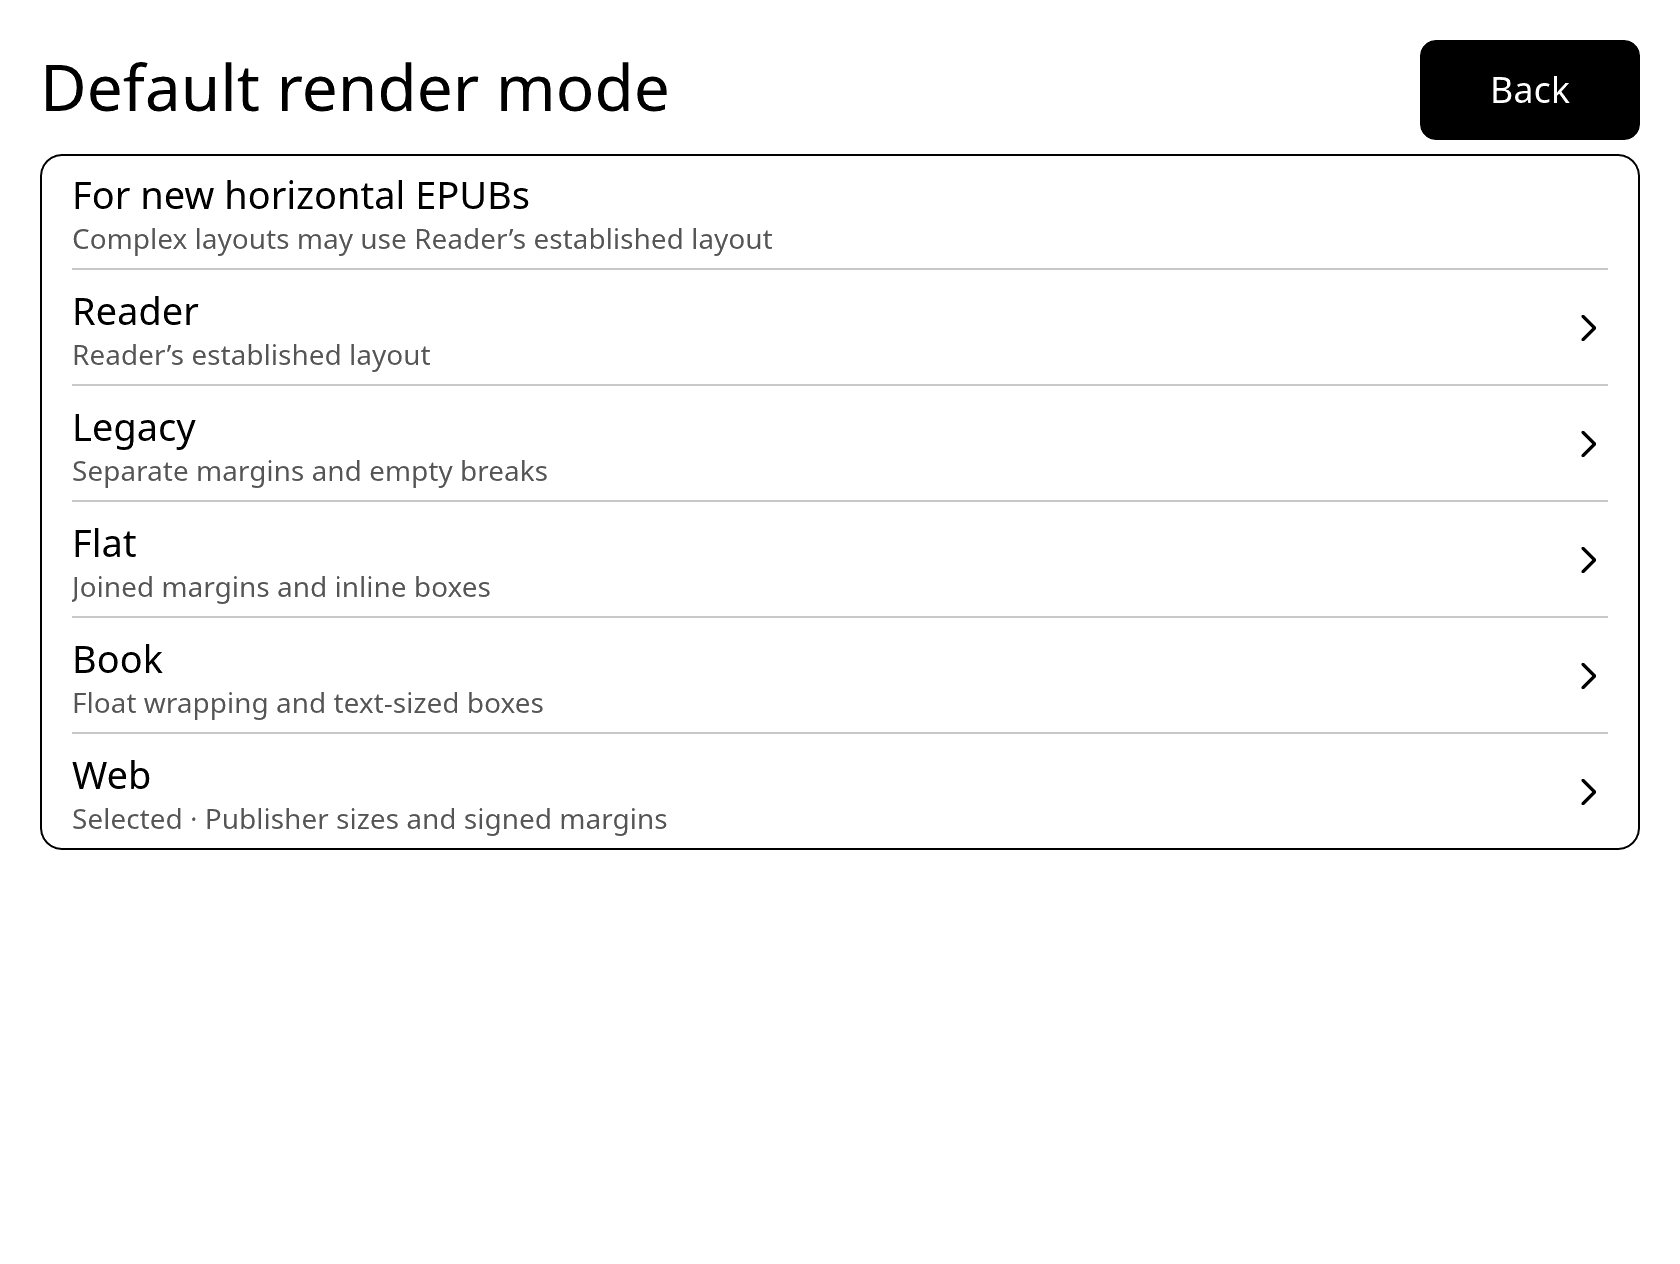 Default render mode
Back
For new horizontal EPUBs
Complex layouts may use Reader’s established layout
Reader
Reader’s established layout
Legacy
Separate margins and empty breaks
Flat
Joined margins and inline boxes
Book
Float wrapping and text-sized boxes
Web
Selected · Publisher sizes and signed margins